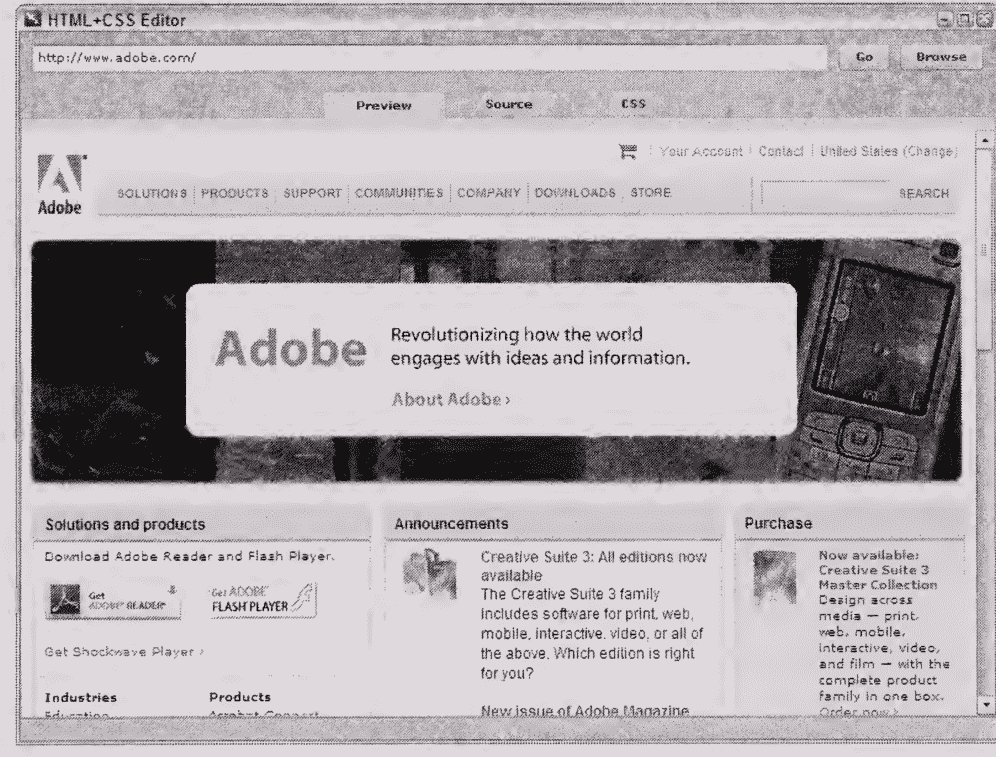 HTML+CSS Editor
http://www.adobe.com/
Go
Browse
Preview
Source
CSS
Your Account
Contact
United States (Change)
Adobe
SOLUTIONS
PRODUCTS
SUPPORT
COMMUNITIES
COMPANY
DOWNLOADS
STORE
SEARCH
Adobe
Revolutionizing how the world
engages with ideas and information.
About Adobe ›
Solutions and products
Download Adobe Reader and Flash Player.
Get
ADOBE® READER®
Get ADOBE®
FLASH® PLAYER
Get Shockwave Player ›
Industries
Products
Education
Acrobat Connect
Announcements
Creative Suite 3: All editions now
available
The Creative Suite 3 family
includes software for print, web,
mobile, interactive, video, or all of
the above. Which edition is right
for you?
New issue of Adobe Magazine
Purchase
Now available:
Creative Suite 3
Master Collection
Design across
media — print,
web, mobile,
interactive, video,
and film — with the
complete product
family in one box.
Order now ›